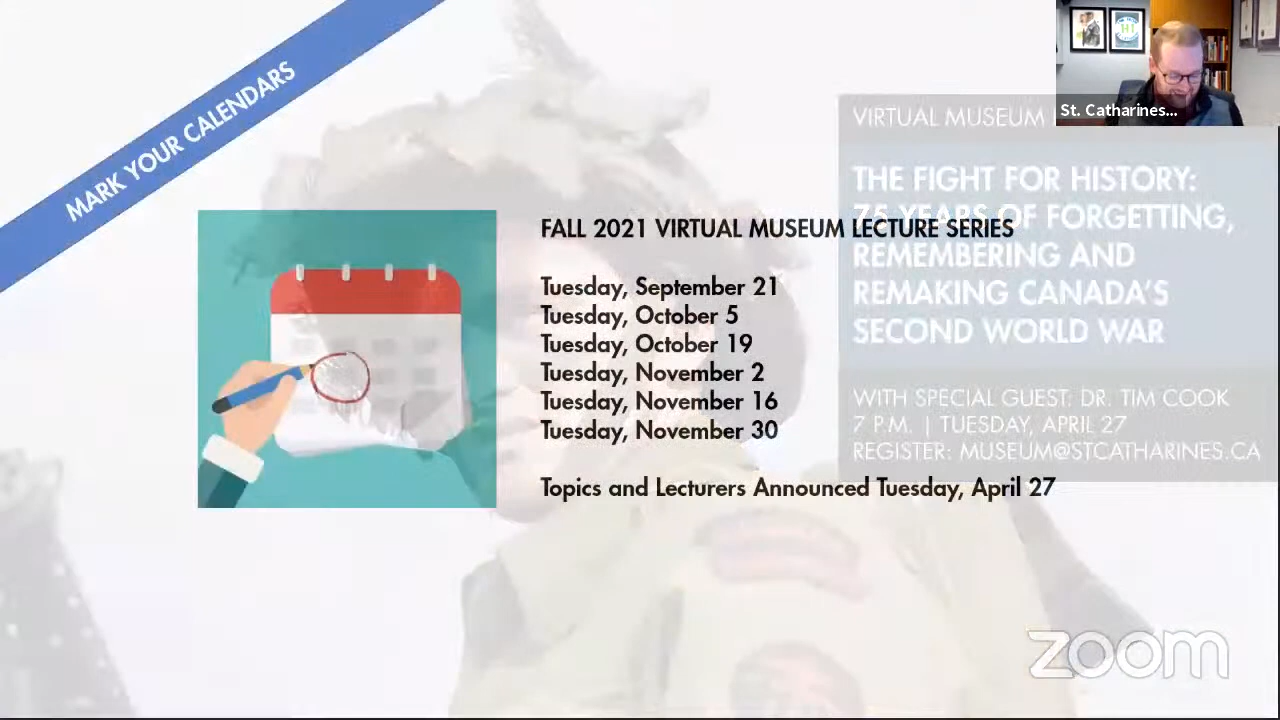 MARK YOUR CALENDARS
St. Catharines...
VIRTUAL MUSEUM
THE FIGHT FOR HISTORY:
75 YEARS OF FORGETTING,
REMEMBERING AND
REMAKING CANADA'S
SECOND WORLD WAR
WITH SPECIAL GUEST: DR. TIM COOK
7 P.M. | TUESDAY, APRIL 27
REGISTER: MUSEUM@STCATHARINES.CA
FALL 2021 VIRTUAL MUSEUM LECTURE SERIES
Tuesday, September 21
Tuesday, October 5
Tuesday, October 19
Tuesday, November 2
Tuesday, November 16
Tuesday, November 30
Topics and Lecturers Announced Tuesday, April 27
zoom